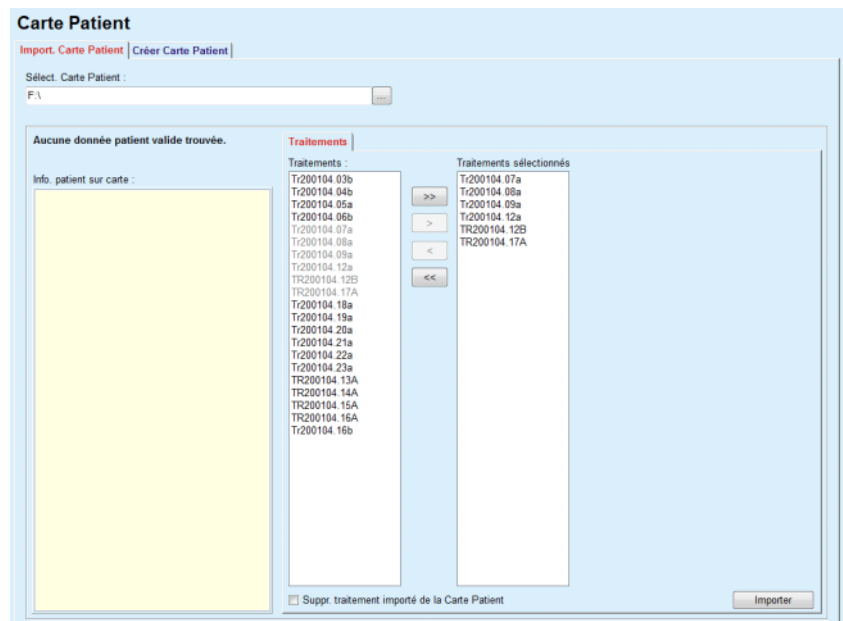 Carte Patient
Import. Carte Patient
Créer Carte Patient
Sélect. Carte Patient :
F:\
...
Aucune donnée patient valide trouvée.
Info. patient sur carte :
Traitements
Traitements :
Tr200104.03b
Tr200104.04b
Tr200104.05a
Tr200104.06b
Tr200104.07a
Tr200104.08a
Tr200104.09a
Tr200104.12a
TR200104.12B
TR200104.17A
Tr200104.18a
Tr200104.19a
Tr200104.20a
Tr200104.21a
Tr200104.22a
Tr200104.23a
TR200104.13A
TR200104.14A
TR200104.15A
TR200104.16A
Tr200104.16b
>>
>
<
<<
Traitements sélectionnés
Tr200104.07a
Tr200104.08a
Tr200104.09a
Tr200104.12a
TR200104.12B
TR200104.17A
Suppr. traitement importé de la Carte Patient
Importer